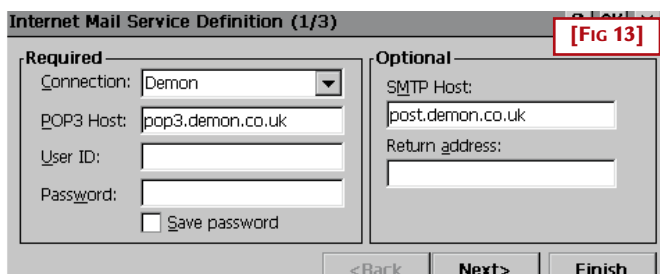 Internet Mail Service Definition (1/3)
[FIG 13]
Required
Connection: Demon
POP3 Host: pop3.demon.co.uk
User ID:
Password:
Save password
Optional
SMTP Host:
post.demon.co.uk
Return address:
<Back Next> Finish